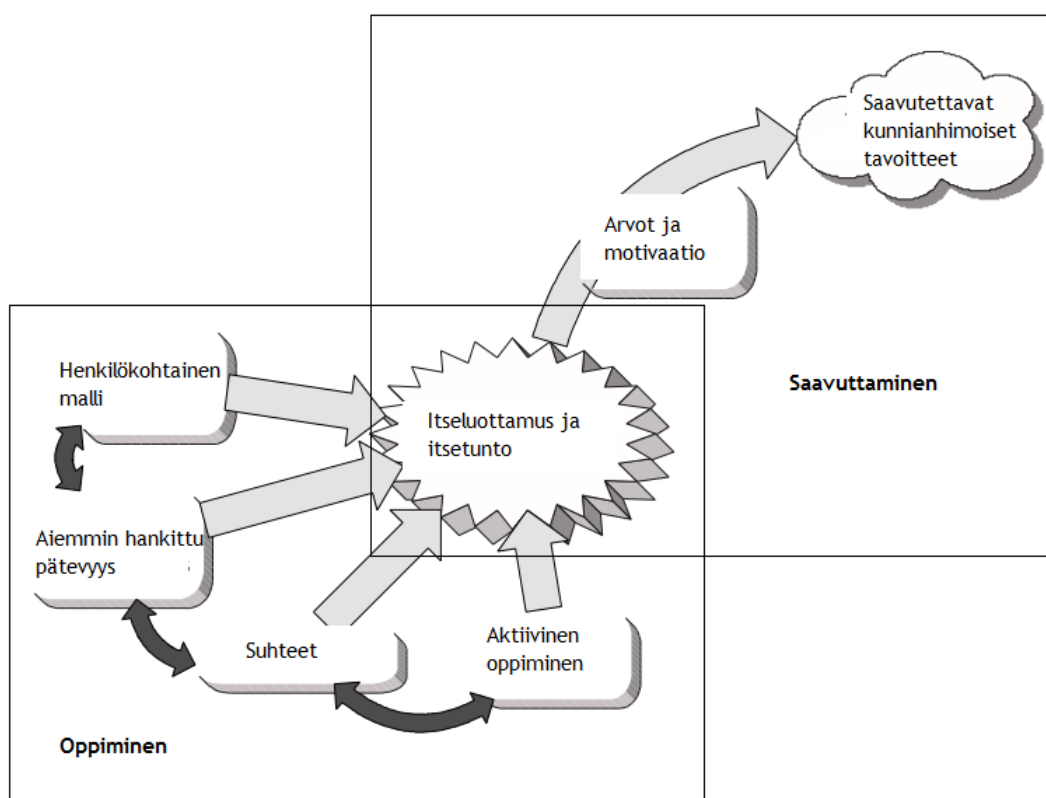 Saavutettavat
kunnianhimoiset
tavoitteet
Arvot ja
motivaatio
Saavuttaminen
Henkilökohtainen
malli
Itseluottamus ja
itsetunto
Aiemmin hankittu
pätevyys
Suhteet
Aktiivinen
oppiminen
Oppiminen